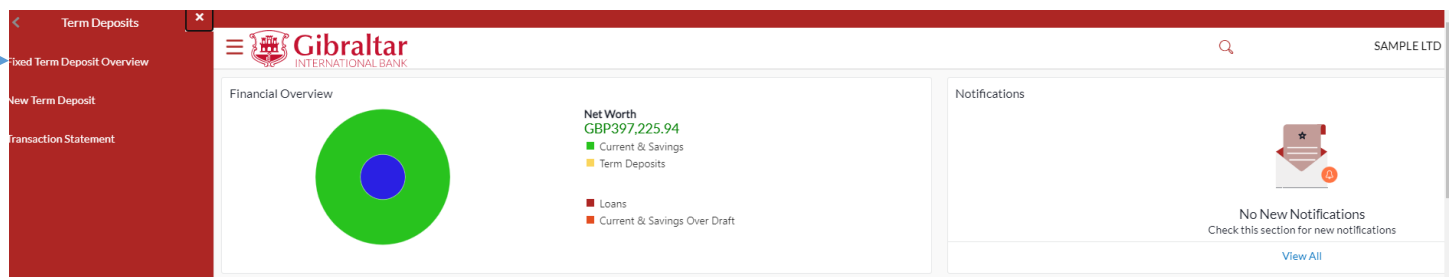 Term Deposits
Fixed Term Deposit Overview
New Term Deposit
Transaction Statement
Gibraltar
INTERNATIONAL BANK
SAMPLE LTD
Financial Overview
Net Worth
GBP397,225.94
Current & Savings
Term Deposits
Loans
Current & Savings Over Draft
Notifications
No New Notifications
Check this section for new notifications
View All